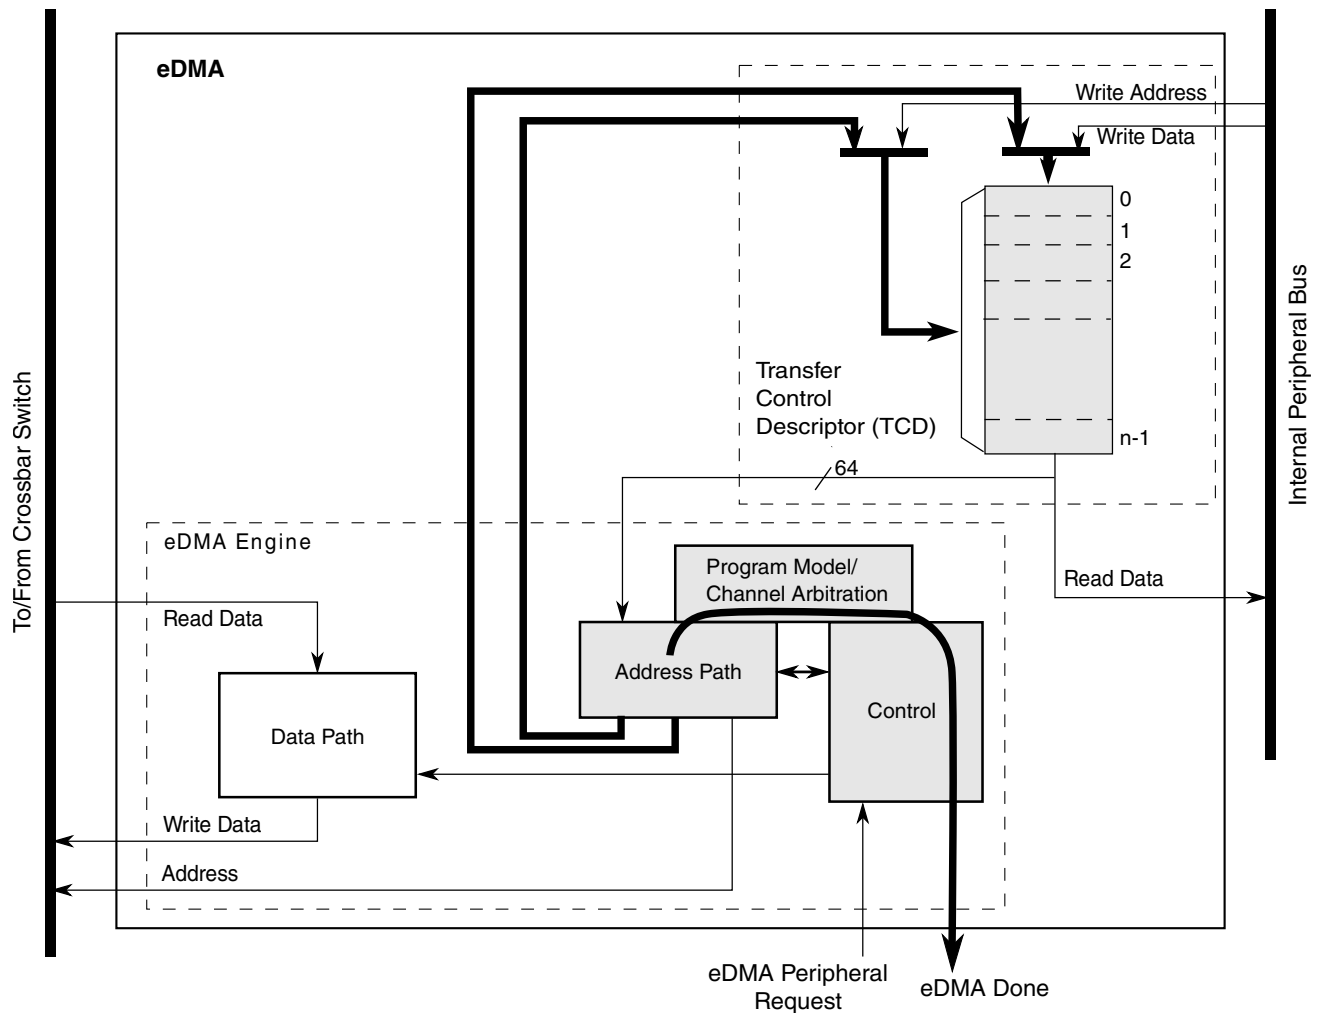 eDMA
Write Address
Write Data
0
1
2
n-1
Transfer
Control
Descriptor (TCD)
64
To/From Crossbar Switch
Internal Peripheral Bus
eDMA Engine
Program Model/
Channel Arbitration
Read Data
Read Data
Address Path
Control
Data Path
Write Data
Address
eDMA Peripheral
Request
eDMA Done